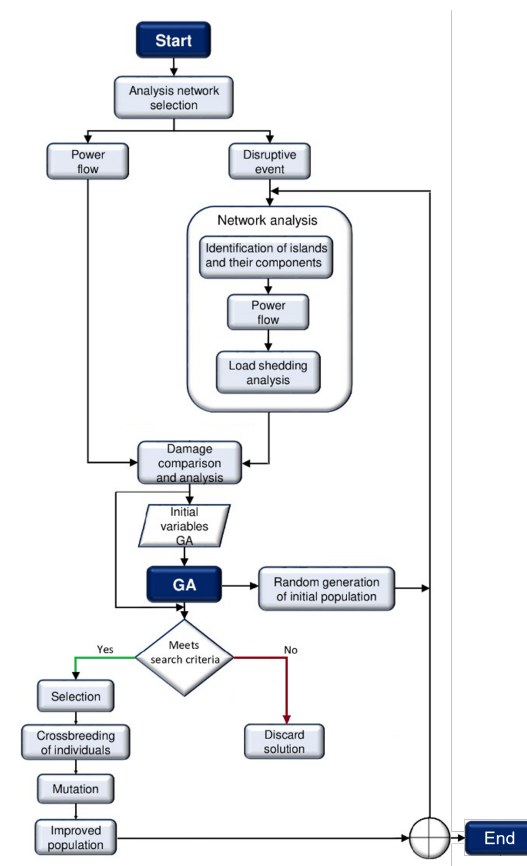 Start
Analysis network
selection
Power
flow
Disruptive
event
Network analysis
Identification of islands
and their components
Power
flow
Load shedding
analysis
Damage
comparison
and analysis
Initial
variables
GA
GA
Random generation
of initial population
Meets
search criteria
Yes
No
Selection
Crossbreeding
of individuals
Mutation
Improved
population
Discard
solution
End